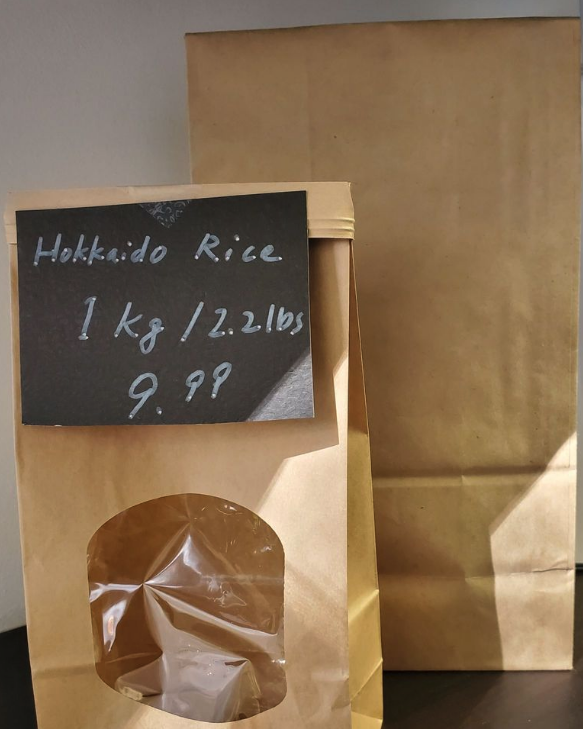 Hokkaido Rice
1 Kg / 2.2 lbs
9.99